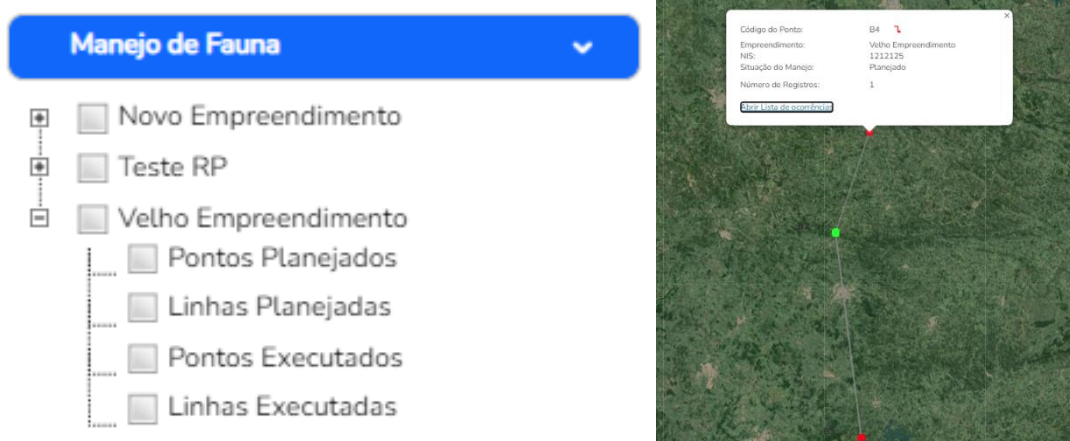 Manejo de Fauna
Novo Empreendimento
Teste RP
Velho Empreendimento
Pontos Planejados
Linhas Planejadas
Pontos Executados
Linhas Executadas
Código do Ponto: B4
Empreendimento: Velho Empreendimento
NIS: 1212125
Situação do Manejo: Planejado
Número de Registros: 1
Abrir Lista de ocorrências